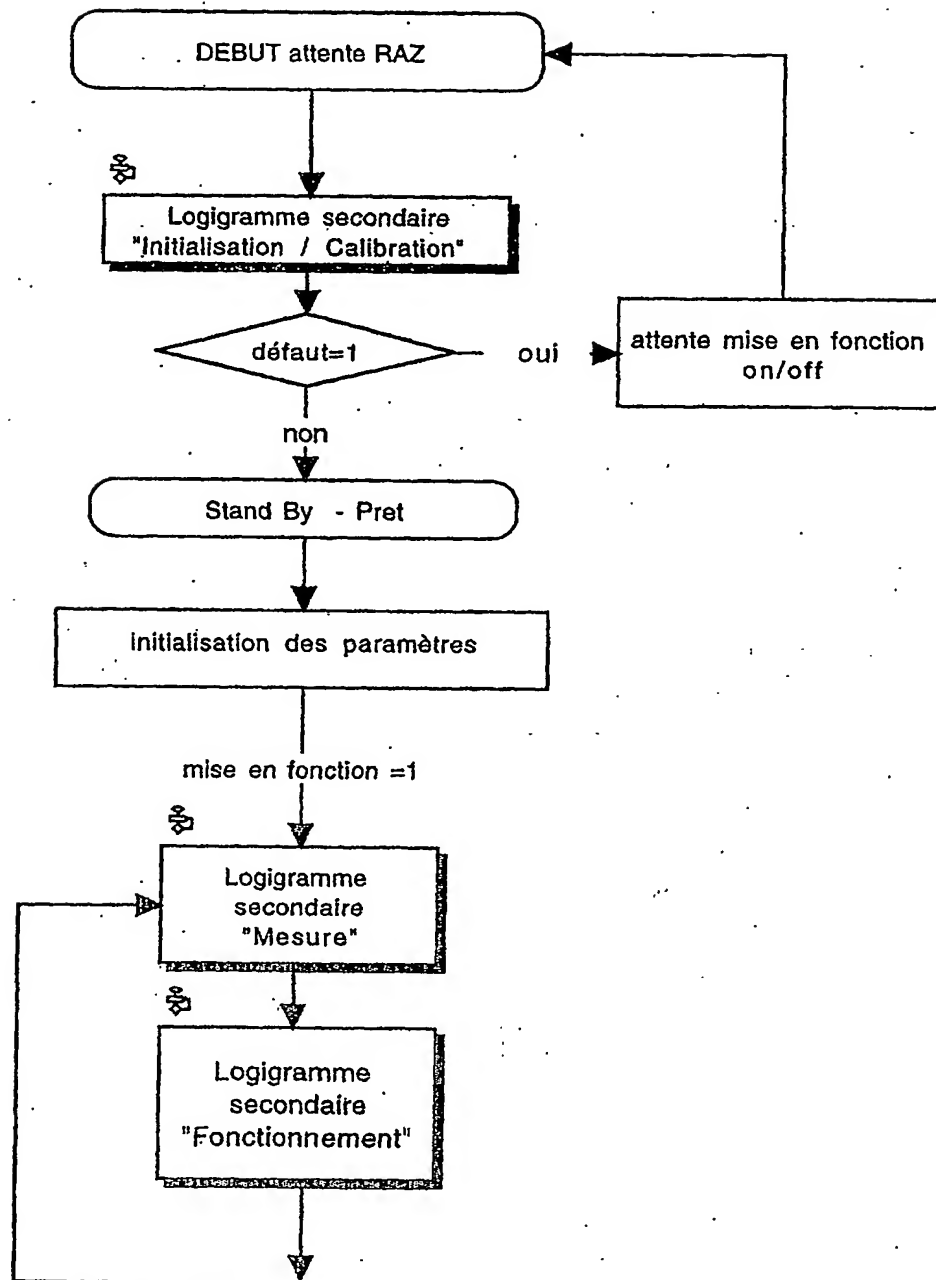 DEBUT attente RAZ
Logigramme secondaire
"Initialisation / Calibration"
défaut=1
oui
attente mise en fonction
on/off
non
Stand By - Pret
initialisation des paramètres
mise en fonction =1
Logigramme
secondaire
"Mesure"
Logigramme
secondaire
"Fonctionnement"